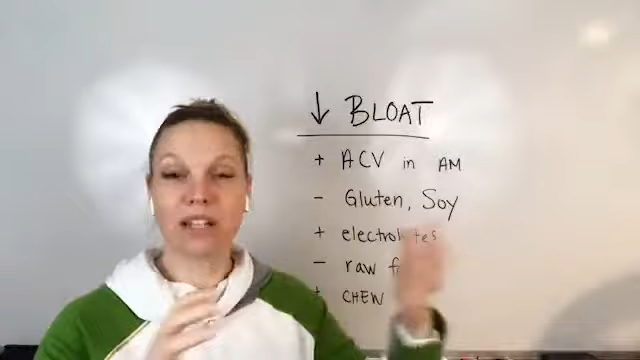 ↓ BLOAT
+ ACV in AM
- Gluten, Soy
+ electrolytes
- raw
+ CHEW